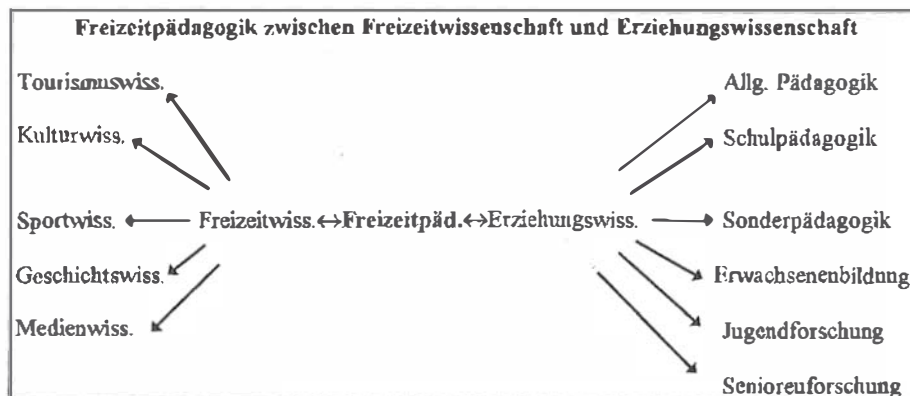 Freizeitpädagogik zwischen Freizeitwissenschaft und Erziehungswissenschaft
Tourismuswiss. Allg. Pädagogik
Kulturwiss. Schulpädagogik
Sportwiss. Freizeitwiss.↔Freizeitpäd.↔Erziehungswiss. Sonderpädagogik
Geschichtswiss. Erwachsenenbildung
Medienwiss. Jugendforschung
Seniorenforschung